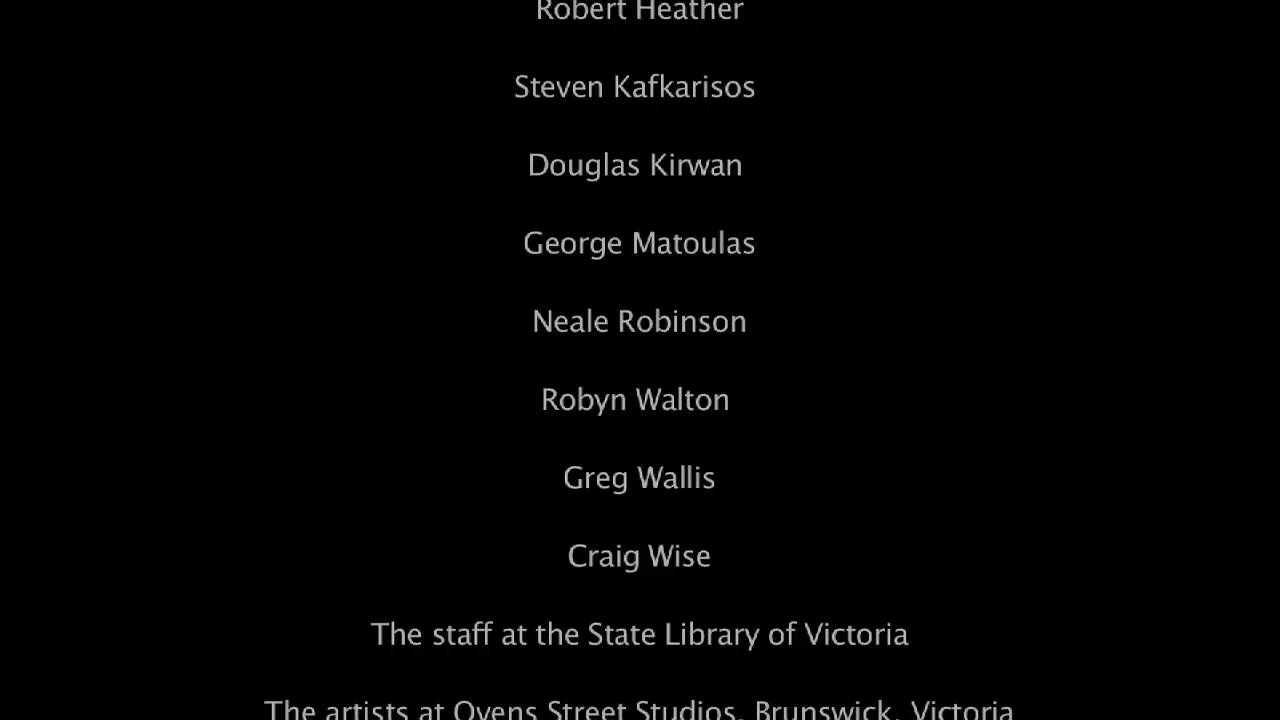 Robert Heather
Steven Kafkarisos
Douglas Kirwan
George Matoulas
Neale Robinson
Robyn Walton
Greg Wallis
Craig Wise
The staff at the State Library of Victoria
The artists at Ovens Street Studios, Brunswick, Victoria